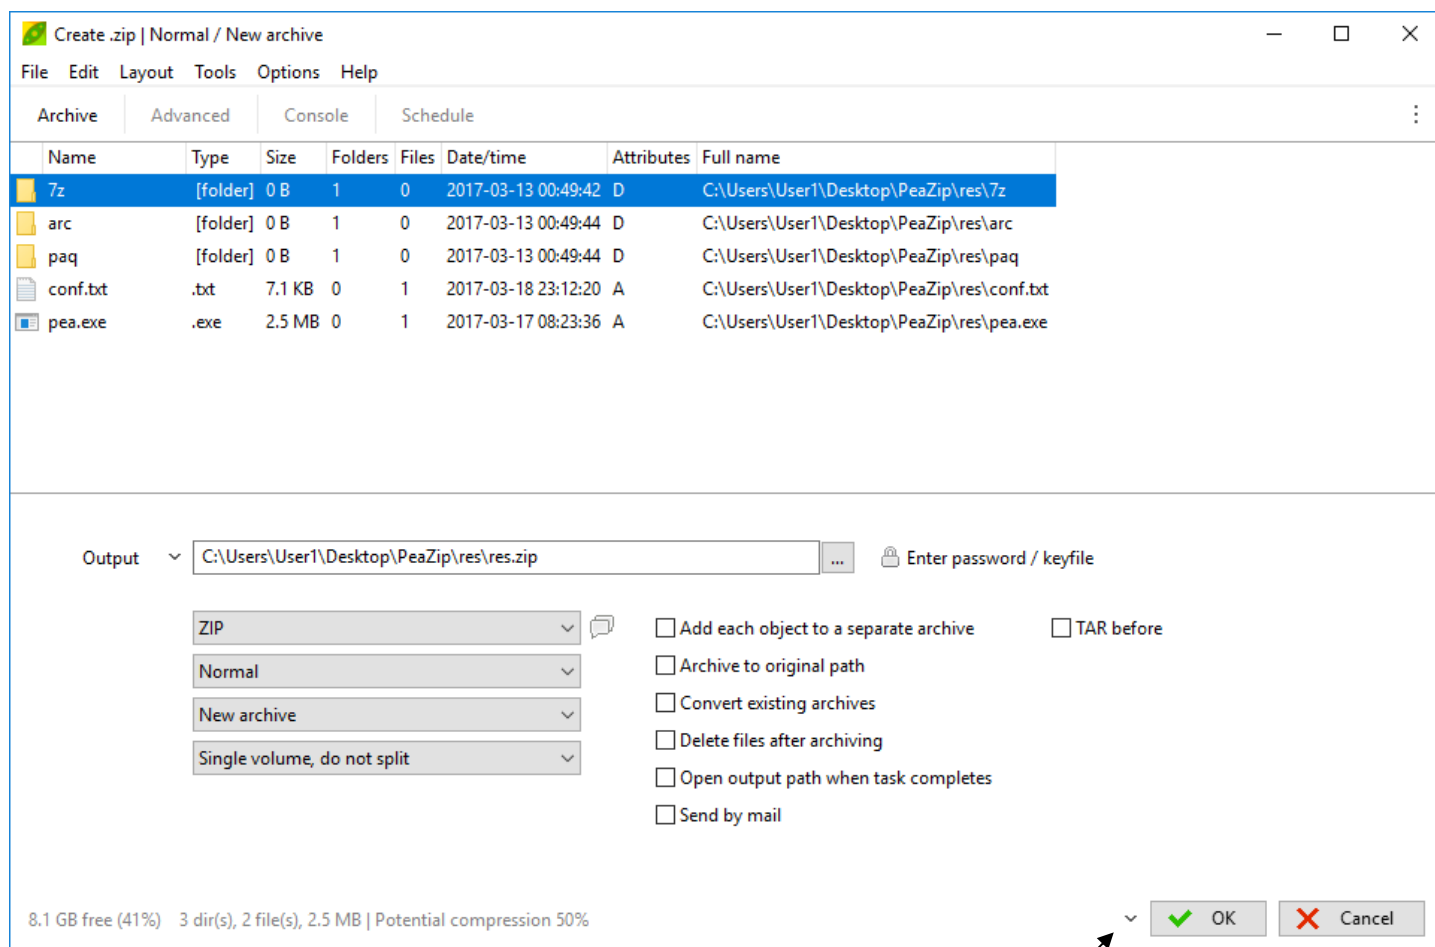 Create .zip | Normal / New archive
File Edit Layout Tools Options Help
Archive Advanced Console Schedule
Name Type Size Folders Files Date/time Attributes Full name
7z [folder] 0 B 1 0 2017-03-13 00:49:42 D C:\Users\User1\Desktop\PeaZip\res\7z
arc [folder] 0 B 1 0 2017-03-13 00:49:44 D C:\Users\User1\Desktop\PeaZip\res\arc
paq [folder] 0 B 1 0 2017-03-13 00:49:44 D C:\Users\User1\Desktop\PeaZip\res\paq
conf.txt .txt 7.1 KB 0 1 2017-03-18 23:12:20 A C:\Users\User1\Desktop\PeaZip\res\conf.txt
pea.exe .exe 2.5 MB 0 1 2017-03-17 08:23:36 A C:\Users\User1\Desktop\PeaZip\res\pea.exe
Output C:\Users\User1\Desktop\PeaZip\res\res.zip ... Enter password / keyfile
ZIP Add each object to a separate archive TAR before
Archive to original path
Normal
Convert existing archives
New archive
Delete files after archiving
Single volume, do not split
Open output path when task completes
Send by mail
8.1 GB free (41%) 3 dir(s), 2 file(s), 2.5 MB | Potential compression 50% OK Cancel